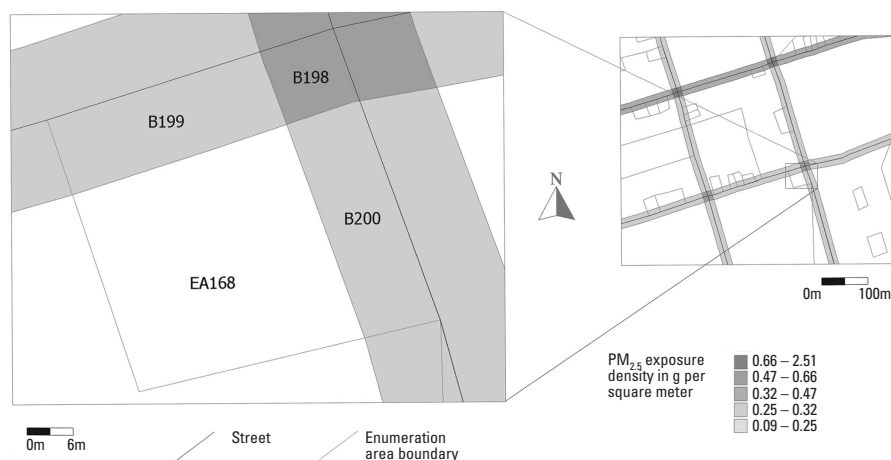 B198
B199
B200
EA168
N
0m 100m
PM2.5 exposure
density in g per
square meter
0.66 – 2.51
0.47 – 0.66
0.32 – 0.47
0.25 – 0.32
0.09 – 0.25
0m 6m
Street
Enumeration
area boundary